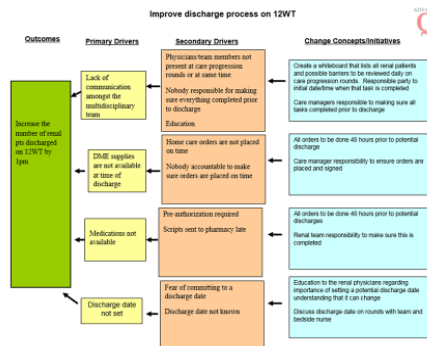 Improve discharge process on 12WT
Outcomes
Primary Drivers
Secondary Drivers
Change Concepts/Initiatives
Increase the
number of renal
pts discharged
on 12WT by
1pm
Lack of
communication
amongst the
multidisciplinary
team
DME supplies
are not available
at time of
discharge
Medications not
available
Discharge date
not set
Physicians/team members not
present at care progression
rounds or at same time
Nobody responsible for making
sure everything completed prior
to discharge
Education
Home care orders are not placed
on time
Nobody accountable to make
sure orders are placed on time
Pre-authorization required
Scripts sent to pharmacy late
Fear of committing to a
discharge date
Discharge date not known
Create a whiteboard that lists all renal patients
and possible barriers to be reviewed daily on
care progression rounds. Responsible party to
initial date/time when that task is completed
Care managers responsible to making sure all
tasks completed prior to discharge
All orders to be done 48 hours prior to potential
discharge
Care manager responsibility to ensure orders are
placed and signed
All orders to be done 48 hours prior to potential
discharges
Renal team responsibility to make sure this is
completed
Education to the renal physicians regarding
importance of setting a potential discharge date
understanding that it can change
Discuss discharge date on rounds with team and
bedside nurse